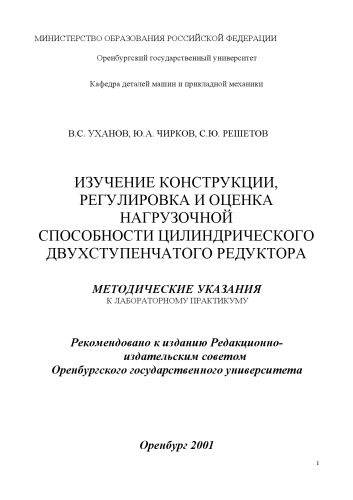 МИНИСТЕРСТВО ОБРАЗОВАНИЯ РОССИЙСКОЙ ФЕДЕРАЦИИ
Оренбургский государственный университет
Кафедра деталей машин и прикладной механики
В.С. УХАНОВ, Ю.А. ЧИРКОВ, С.Ю. РЕШЕТОВ
ИЗУЧЕНИЕ КОНСТРУКЦИИ,
РЕГУЛИРОВКА И ОЦЕНКА
НАГРУЗОЧНОЙ
СПОСОБНОСТИ ЦИЛИНДРИЧЕСКОГО
ДВУХСТУПЕНЧАТОГО РЕДУКТОРА
МЕТОДИЧЕСКИЕ УКАЗАНИЯ
К ЛАБОРАТОРНОМУ ПРАКТИКУМУ
Рекомендовано к изданию Редакционно-
издательским советом
Оренбургского государственного университета
Оренбург 2001
1